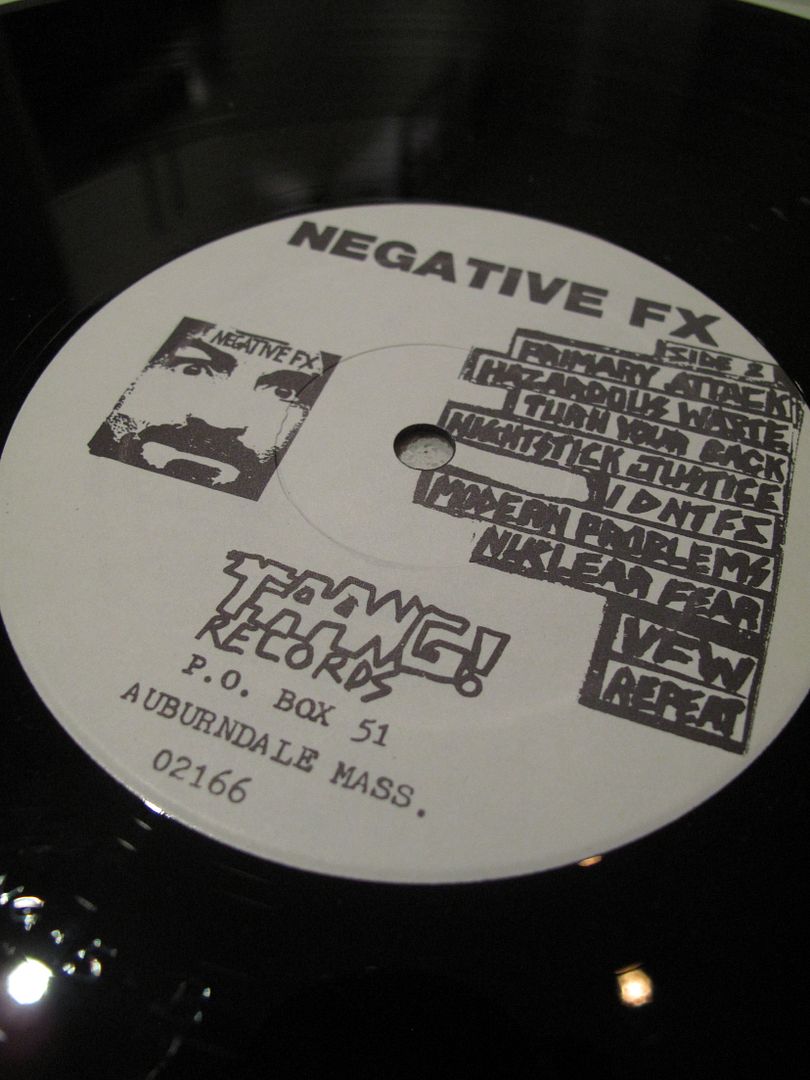 NEGATIVE FX
NEGATIVE FX
SIDE 2
PRIMARY ATTACK
HAZARDOUS WASTE
I TURN YOUR BACK
NIGHTSTICK JUSTICE
MODERN PROBLEMS
NUKLEAR FEAR
VFW
REPEAT
TAANG!
RECORDS
P.O. BOX 51
AUBURNDALE MASS.
02166